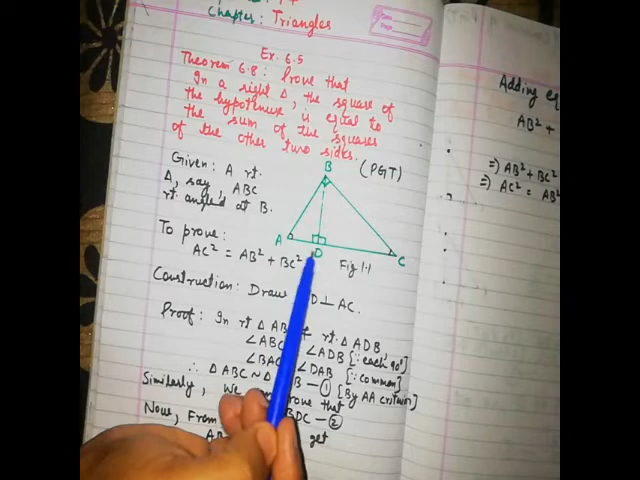 Chapter: Triangles
Ex. 6.5
Theorem 6.8: Prove that
In a right Δ, the square of
the hypotenuse is equal to
the sum of the squares
of the other two sides.
(PGT)
Given: A rt.
Δ, say, ABC
rt. angled at B.
B
A
D
C
Fig 1.1
To prove:
AC² = AB² + BC²
Construction: Draw D ⊥ AC.
Proof: In rt Δ AB rt. Δ ADB
∠ABC ∠ADB [∵ each 90°]
∠BAC ∠DAB [∵ common]
∴ Δ ABC ~ Δ B — ① [By AA critnin]
Similarly, we prove that
BDC — ②
Now, From get
AB
Adding eq
AB² +
⇒ AB² + BC²
⇒ AC² = AB²